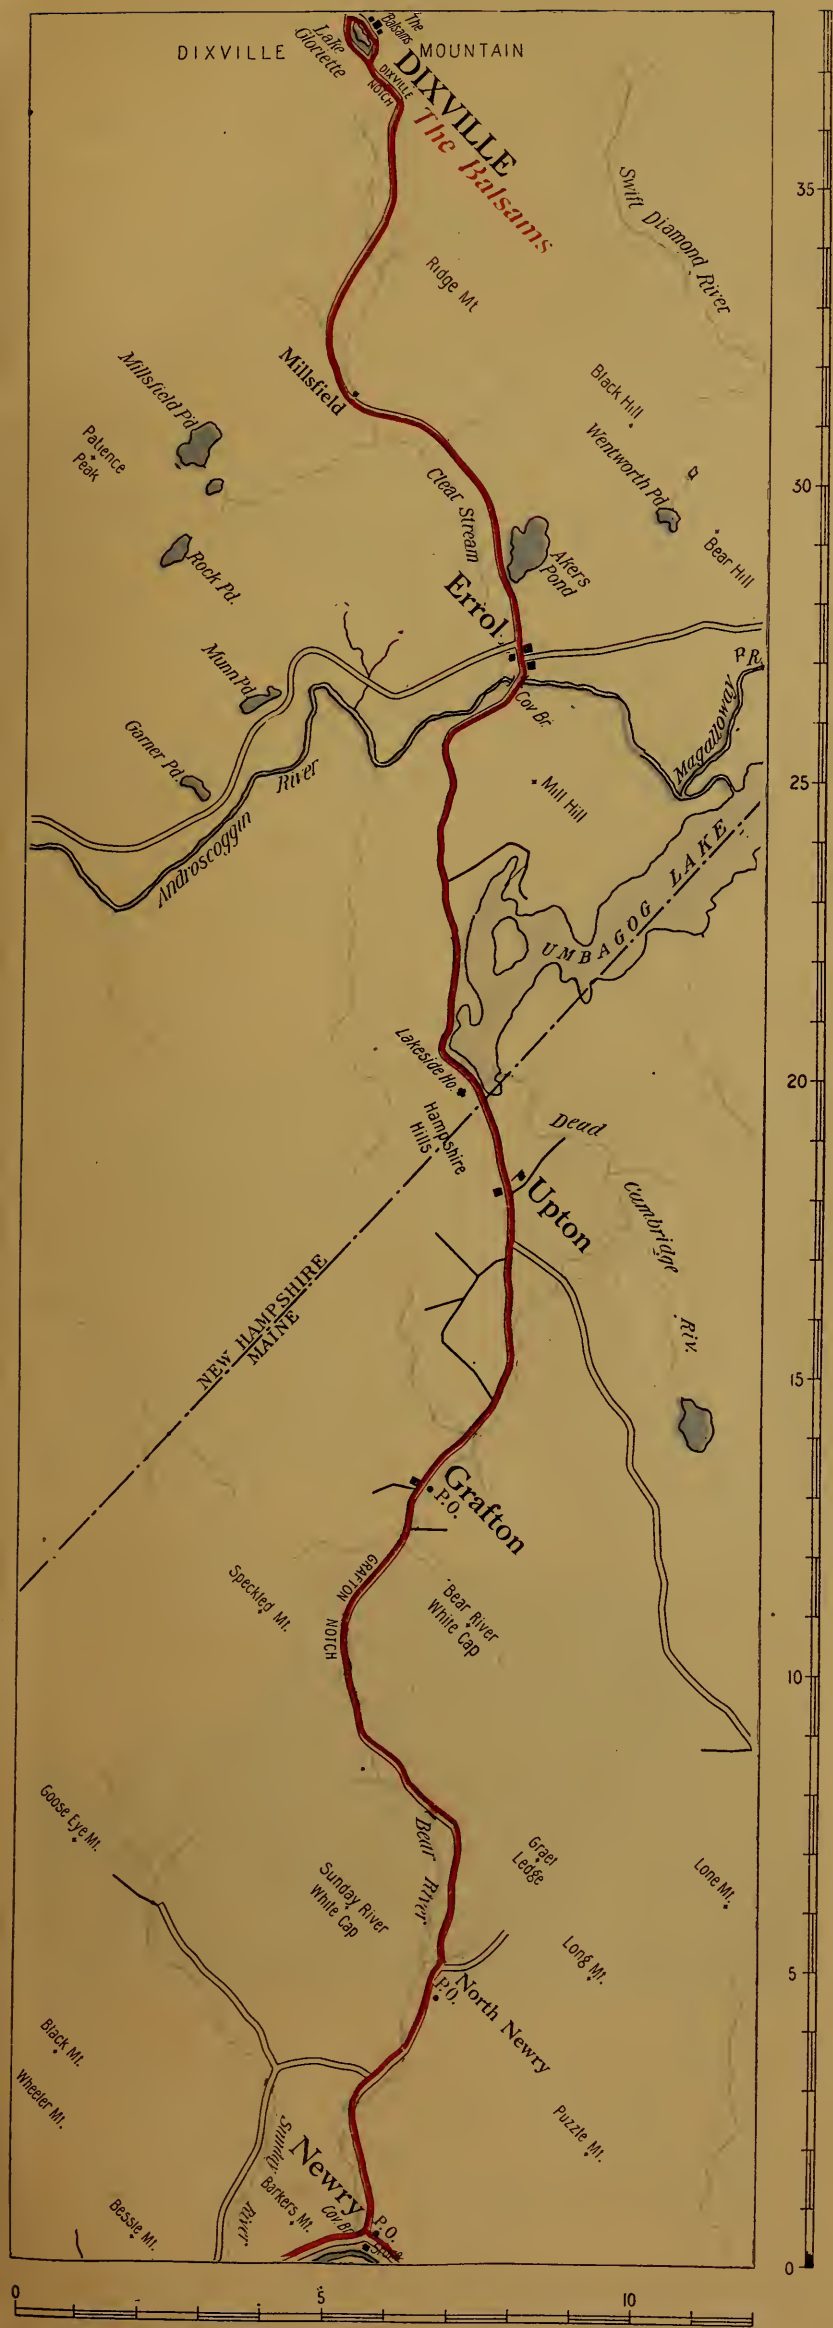 The
Balsams
Lake
Gloriette
DIXVILLE MOUNTAIN
DIXVILLE
NOTCH
DIXVILLE
The Balsams
Swift Diamond River
35
Ridge Mt
Millsfield Pd.
Millsfield
Black Hill
Patience
Peak
Wentworth Pd.
Clear Stream
30
Rock Pd.
Akers
Pond
Bear Hill
Errol
Munn Pd.
P R
Cov Br.
Magalloway
Garner Pd.
River
Mill Hill
25
Androscoggin
UMBAGOG LAKE
Lakeside Ho.
20
Hampshire
Hills
Dead
Upton
Cambridge
Riv.
NEW HAMPSHIRE
MAINE
15
Grafton
P.O.
GRAFTON
NOTCH
Speckled Mt.
Bear River
White Cap
10
Goose Eye Mt.
Bear River
Graet
Ledge
Sunday River
White Cap
Lone Mt.
Long Mt.
5
P.O.
North Newry
Black Mt.
Wheeler Mt.
Puzzle Mt.
Sunday River
Newry
Barkers Mt.
Cov Br.
P.O.
Bessie Mt.
Store
0
0 5 10